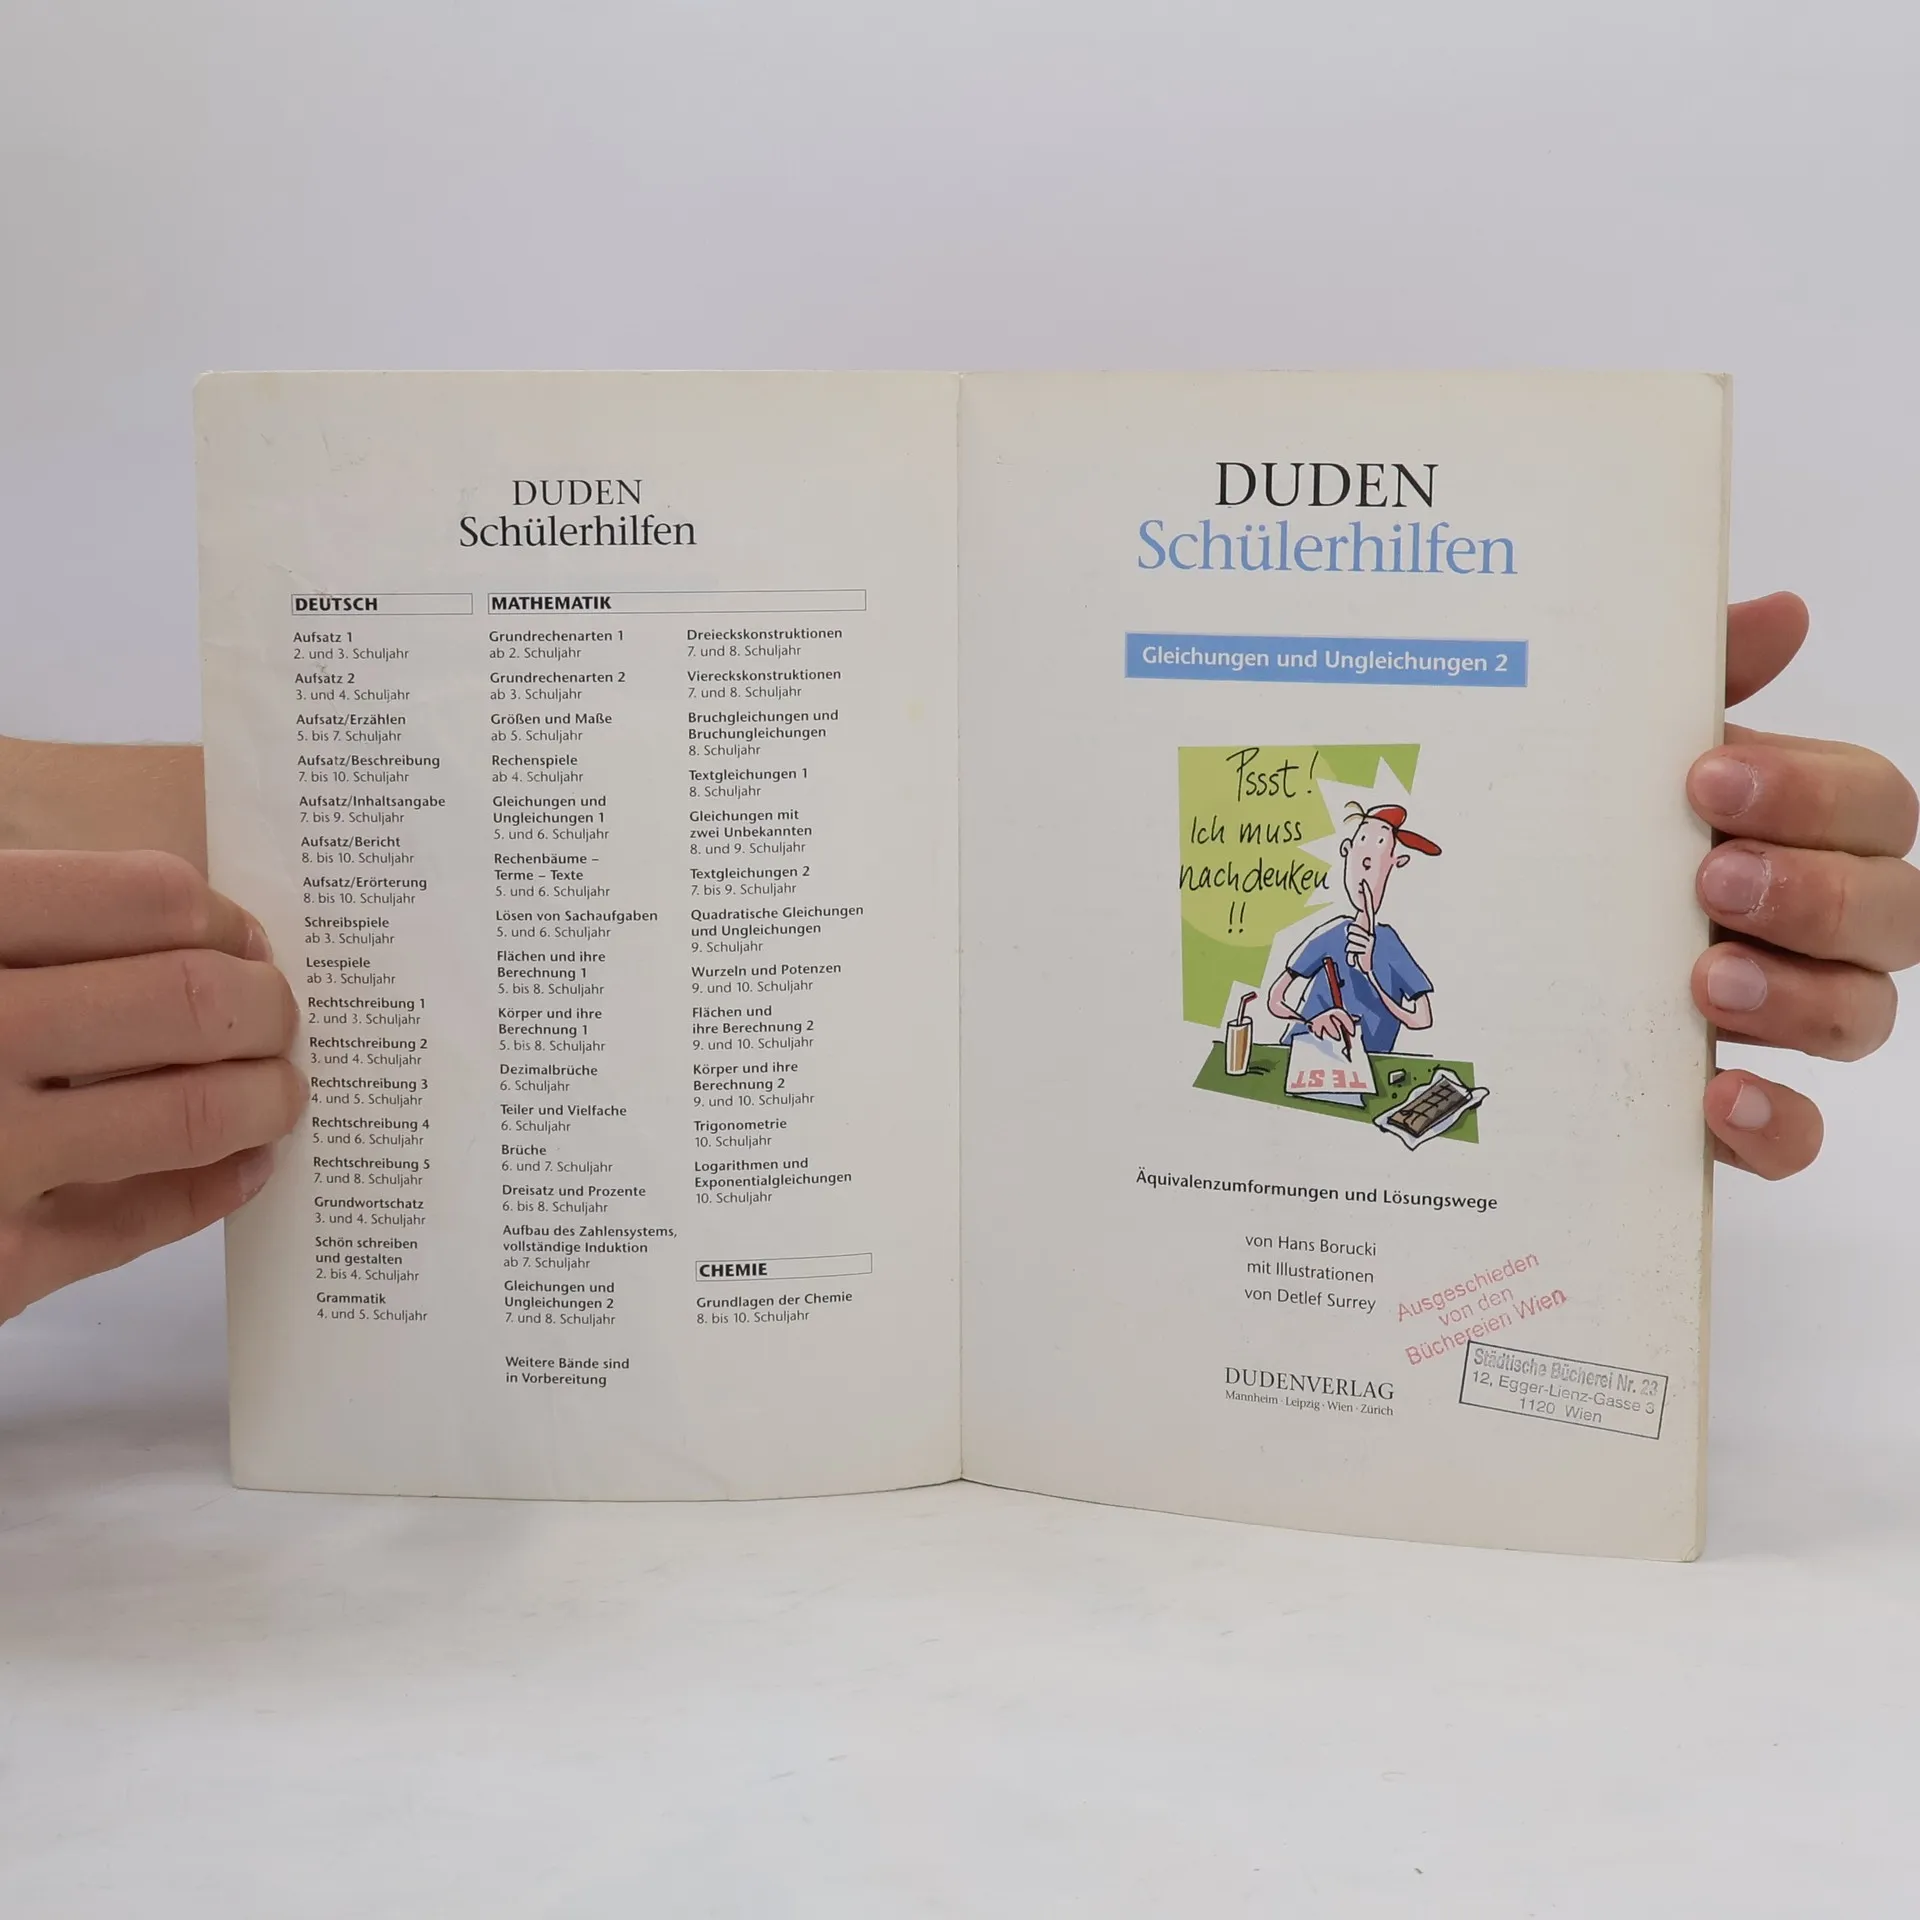 DUDEN
Schülerhilfen
DEUTSCH
Aufsatz 1
2. und 3. Schuljahr
Aufsatz 2
3. und 4. Schuljahr
Aufsatz/Erzählen
5. bis 7. Schuljahr
Aufsatz/Beschreibung
7. bis 10. Schuljahr
Aufsatz/Inhaltsangabe
7. bis 9. Schuljahr
Aufsatz/Bericht
8. bis 10. Schuljahr
Aufsatz/Erörterung
8. bis 10. Schuljahr
Schreibspiele
ab 3. Schuljahr
Lesespiele
ab 3. Schuljahr
Rechtschreibung 1
2. und 3. Schuljahr
Rechtschreibung 2
3. und 4. Schuljahr
Rechtschreibung 3
4. und 5. Schuljahr
Rechtschreibung 4
5. und 6. Schuljahr
Rechtschreibung 5
7. und 8. Schuljahr
Grundwortschatz
3. und 4. Schuljahr
Schön schreiben
und gestalten
2. bis 4. Schuljahr
Grammatik
4. und 5. Schuljahr
MATHEMATIK
Grundrechenarten 1
ab 2. Schuljahr
Grundrechenarten 2
ab 3. Schuljahr
Größen und Maße
ab 5. Schuljahr
Rechenspiele
ab 4. Schuljahr
Gleichungen und
Ungleichungen 1
5. und 6. Schuljahr
Rechenbäume –
Terme – Texte
5. und 6. Schuljahr
Lösen von Sachaufgaben
5. und 6. Schuljahr
Flächen und ihre
Berechnung 1
5. bis 8. Schuljahr
Körper und ihre
Berechnung 1
5. bis 8. Schuljahr
Dezimalbrüche
6. Schuljahr
Teiler und Vielfache
6. Schuljahr
Brüche
6. und 7. Schuljahr
Dreisatz und Prozente
6. bis 8. Schuljahr
Aufbau des Zahlensystems,
vollständige Induktion
ab 7. Schuljahr
Gleichungen und
Ungleichungen 2
7. und 8. Schuljahr
Weitere Bände sind
in Vorbereitung
Dreieckskonstruktionen
7. und 8. Schuljahr
Viereckskonstruktionen
7. und 8. Schuljahr
Bruchgleichungen und
Bruchungleichungen
8. Schuljahr
Textgleichungen 1
8. Schuljahr
Gleichungen mit
zwei Unbekannten
8. und 9. Schuljahr
Textgleichungen 2
7. bis 9. Schuljahr
Quadratische Gleichungen
und Ungleichungen
9. Schuljahr
Wurzeln und Potenzen
9. und 10. Schuljahr
Flächen und
ihre Berechnung 2
9. und 10. Schuljahr
Körper und ihre
Berechnung 2
9. und 10. Schuljahr
Trigonometrie
10. Schuljahr
Logarithmen und
Exponentialgleichungen
10. Schuljahr
CHEMIE
Grundlagen der Chemie
8. bis 10. Schuljahr
DUDEN
Schülerhilfen
Gleichungen und Ungleichungen 2
Pssst!
Ich muss
nachdenken
!!
TEST
Äquivalenzumformungen und Lösungswege
von Hans Borucki
mit Illustrationen
von Detlef Surrey
Ausgeschieden
von den
Büchereien Wien
DUDENVERLAG
Mannheim · Leipzig · Wien · Zürich
Städtische Bücherei Nr. 23
12, Egger-Lienz-Gasse 3
1120 Wien